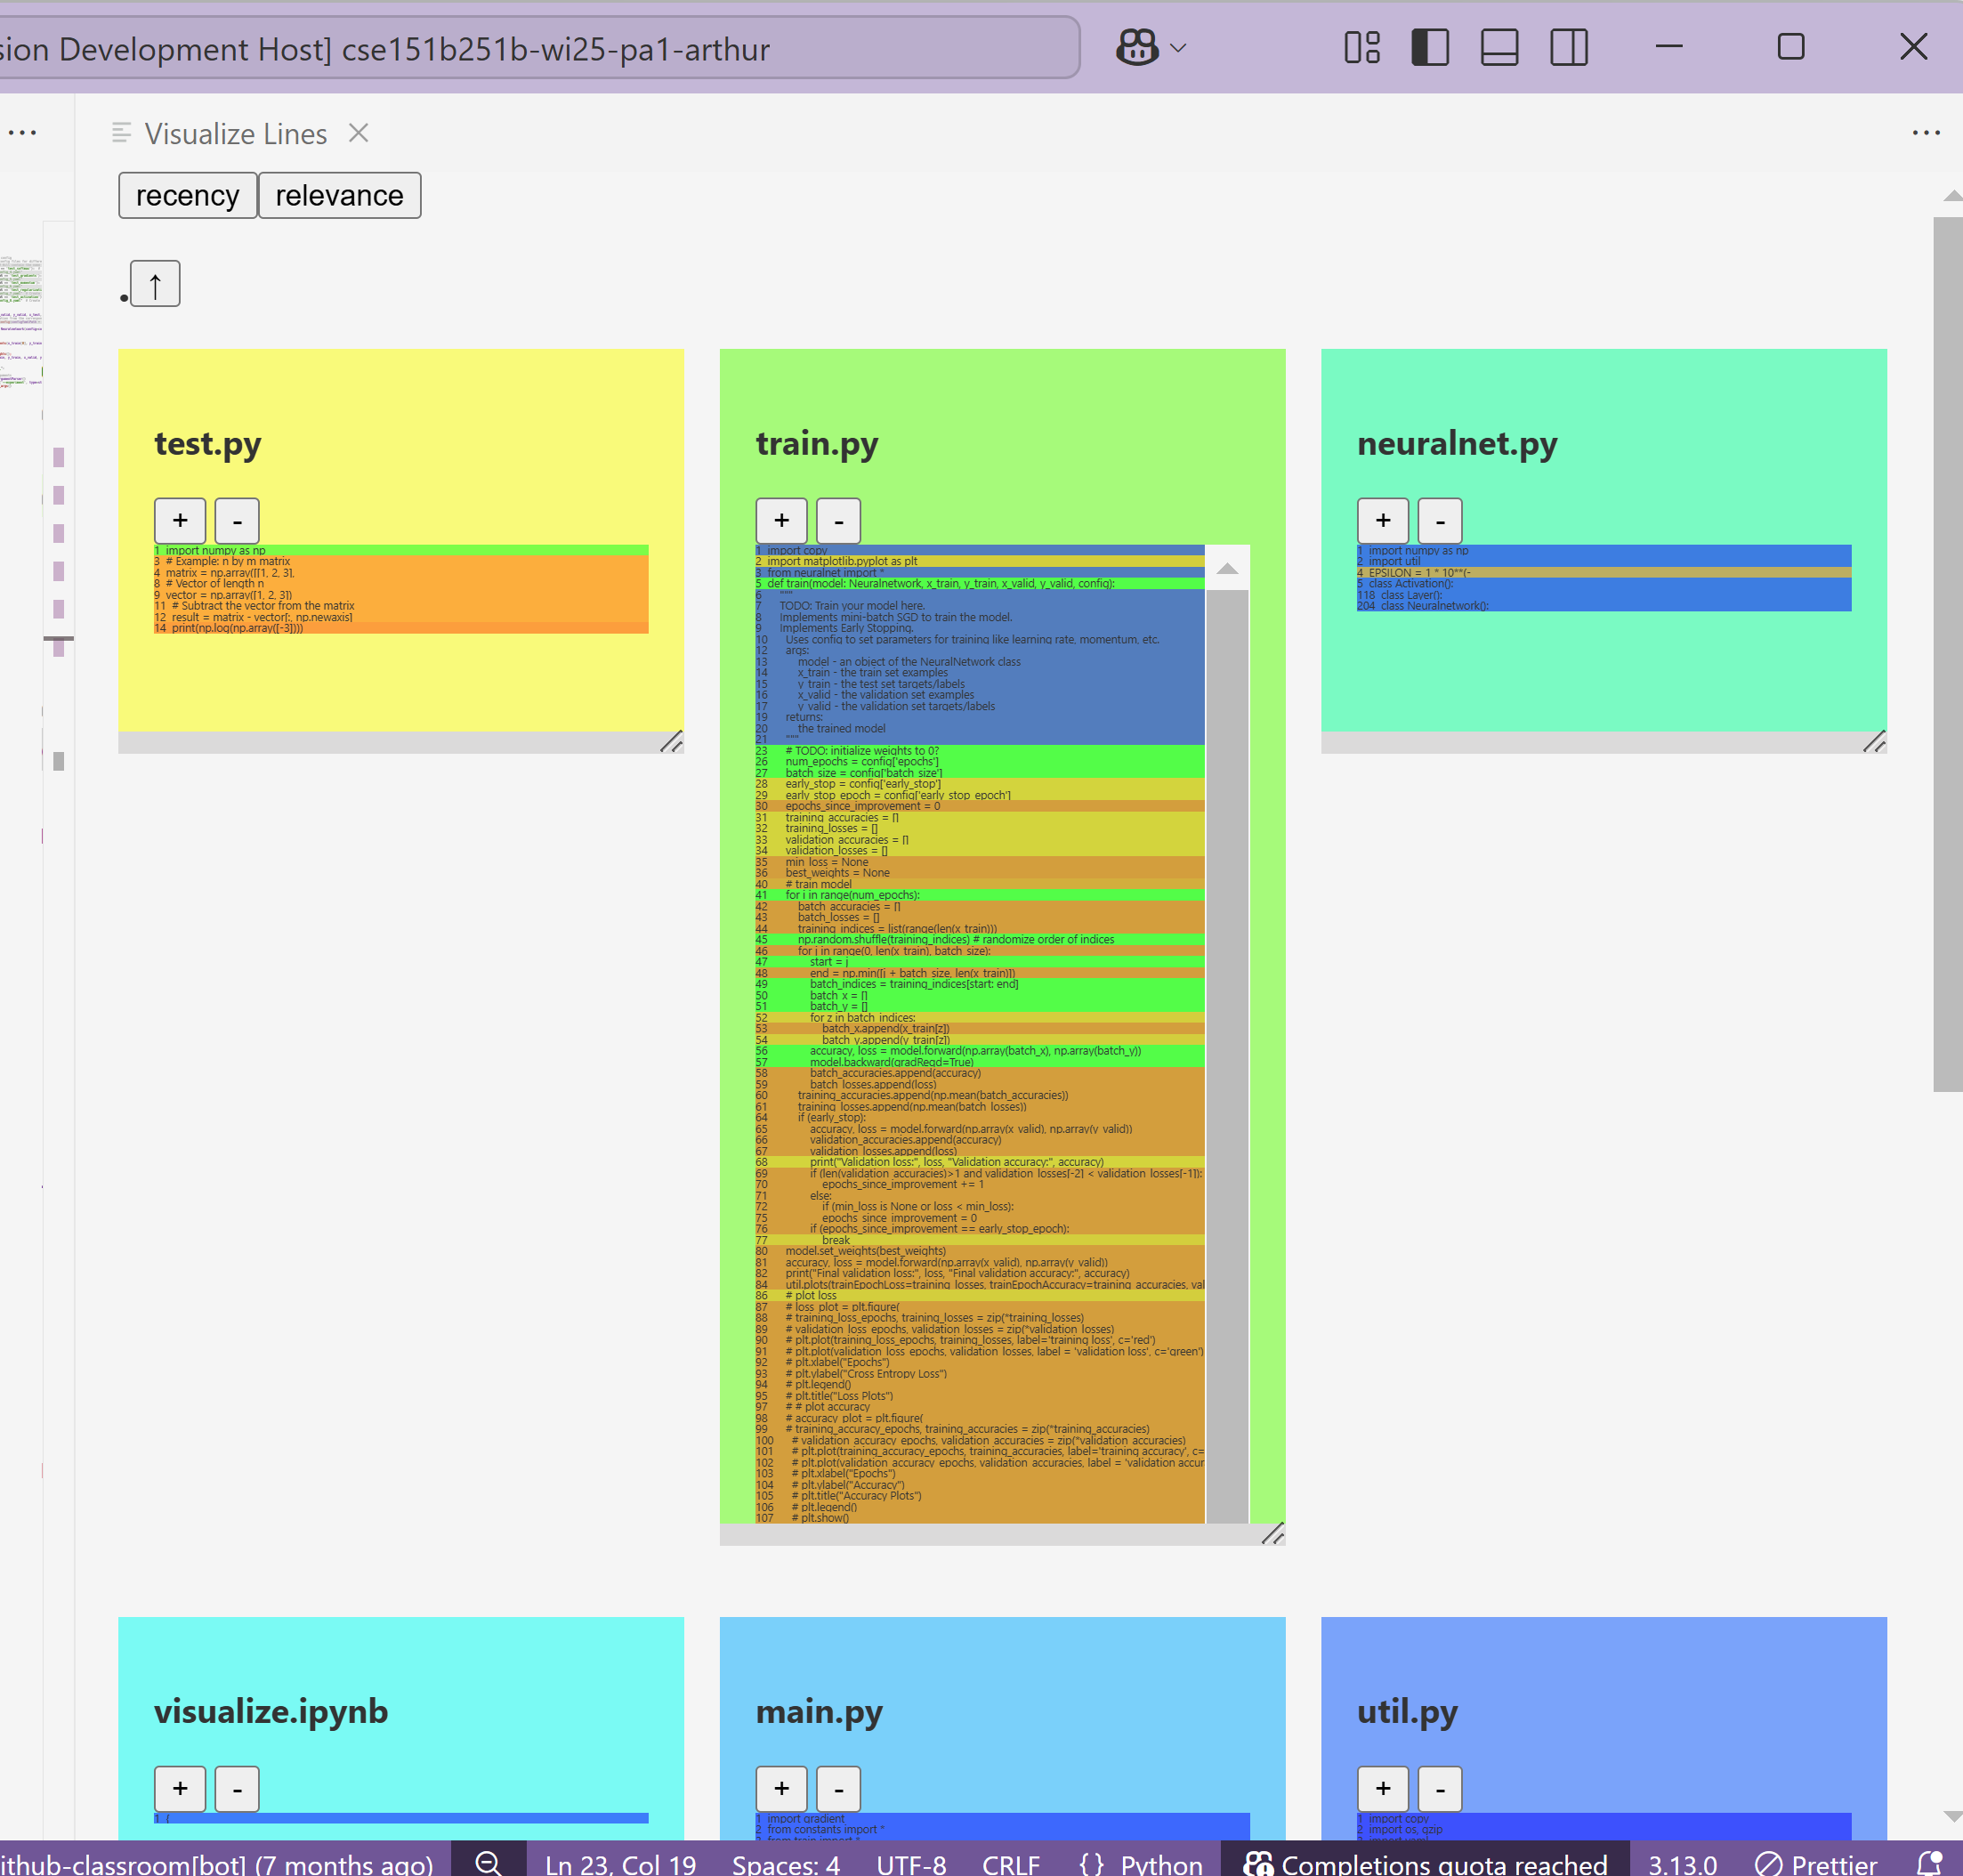 sion Development Host] cse151b251b-wi25-pa1-arthur
Visualize Lines
recency relevance
.↑
test.py
+ -
1 import numpy as np
3 # Example: n by m matrix
4 matrix = np.array([[1, 2, 3],
8 # Vector of length n
9 vector = np.array([1, 2, 3])
11 # Subtract the vector from the matrix
12 result = matrix - vector[:, np.newaxis]
14 print(np.log(np.array([-3])))
train.py
+ -
1 import copy
2 import matplotlib.pyplot as plt
3 from neuralnet import *
5 def train(model: Neuralnetwork, x_train, y_train, x_valid, y_valid, config):
6 """
7 TODO: Train your model here.
8 Implements mini-batch SGD to train the model.
9 Implements Early Stopping.
10 Uses config to set parameters for training like learning rate, momentum, etc.
12 args:
13 model - an object of the NeuralNetwork class
14 x_train - the train set examples
15 y_train - the test set targets/labels
16 x_valid - the validation set examples
17 y_valid - the validation set targets/labels
19 returns:
20 the trained model
21 """
23 # TODO: initialize weights to 0?
26 num_epochs = config['epochs']
27 batch_size = config['batch_size']
28 early_stop = config['early_stop']
29 early_stop_epoch = config['early_stop_epoch']
30 epochs_since_improvement = 0
31 training_accuracies = []
32 training_losses = []
33 validation_accuracies = []
34 validation_losses = []
35 min_loss = None
36 best_weights = None
40 # train model
41 for i in range(num_epochs):
42 batch_accuracies = []
43 batch_losses = []
44 training_indices = list(range(len(x_train)))
45 np.random.shuffle(training_indices) # randomize order of indices
46 for j in range(0, len(x_train), batch_size):
47 start = j
48 end = np.min([j + batch_size, len(x_train)])
49 batch_indices = training_indices[start: end]
50 batch_x = []
51 batch_y = []
52 for z in batch_indices:
53 batch_x.append(x_train[z])
54 batch_y.append(y_train[z])
56 accuracy, loss = model.forward(np.array(batch_x), np.array(batch_y))
57 model.backward(gradReqd=True)
58 batch_accuracies.append(accuracy)
59 batch_losses.append(loss)
60 training_accuracies.append(np.mean(batch_accuracies))
61 training_losses.append(np.mean(batch_losses))
64 if (early_stop):
65 accuracy, loss = model.forward(np.array(x_valid), np.array(y_valid))
66 validation_accuracies.append(accuracy)
67 validation_losses.append(loss)
68 print("Validation loss:", loss, "Validation accuracy:", accuracy)
69 if (len(validation_accuracies)>1 and validation_losses[-2] < validation_losses[-1]):
70 epochs_since_improvement += 1
71 else:
72 if (min_loss is None or loss < min_loss):
75 epochs_since_improvement = 0
76 if (epochs_since_improvement == early_stop_epoch):
77 break
80 model.set_weights(best_weights)
81 accuracy, loss = model.forward(np.array(x_valid), np.array(y_valid))
82 print("Final validation loss:", loss, "Final validation accuracy:", accuracy)
84 util.plots(trainEpochLoss=training_losses, trainEpochAccuracy=training_accuracies, val
86 # plot loss
87 # loss_plot = plt.figure(
88 # training_loss_epochs, training_losses = zip(*training_losses)
89 # validation_loss_epochs, validation_losses = zip(*validation_losses)
90 # plt.plot(training_loss_epochs, training_losses, label='training loss', c='red')
91 # plt.plot(validation_loss_epochs, validation_losses, label = 'validation loss', c='green')
92 # plt.xlabel("Epochs")
93 # plt.ylabel("Cross Entropy Loss")
94 # plt.legend()
95 # plt.title("Loss Plots")
97 # # plot accuracy
98 # accuracy_plot = plt.figure(
99 # training_accuracy_epochs, training_accuracies = zip(*training_accuracies)
100 # validation_accuracy_epochs, validation_accuracies = zip(*validation_accuracies)
101 # plt.plot(training_accuracy_epochs, training_accuracies, label='training accuracy', c=
102 # plt.plot(validation_accuracy_epochs, validation_accuracies, label = 'validation accur
103 # plt.xlabel("Epochs")
104 # plt.ylabel("Accuracy")
105 # plt.title("Accuracy Plots")
106 # plt.legend()
107 # plt.show()
neuralnet.py
+ -
1 import numpy as np
2 import util
4 EPSILON = 1 * 10**(-
5 class Activation():
118 class Layer():
204 class Neuralnetwork():
visualize.ipynb
+ -
1 {
main.py
+ -
1 import gradient
2 from constants import *
3 from train import *
util.py
+ -
1 import copy
2 import os, gzip
ithub-classroom[bot] (7 months ago) Ln 23, Col 19 Spaces: 4 UTF-8 CRLF {} Python Completions quota reached 3.13.0 Prettier